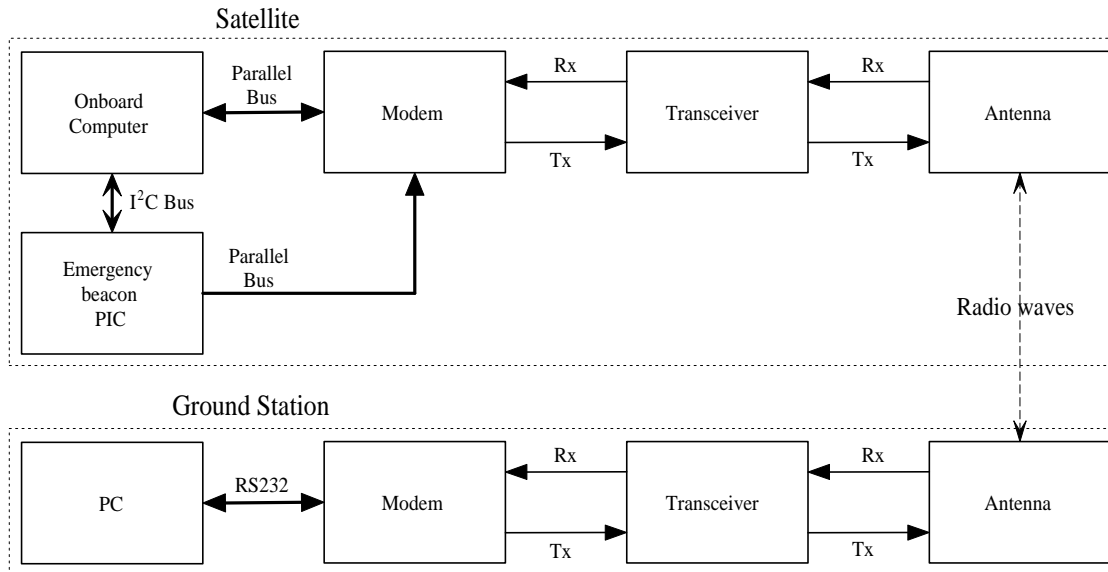 Satellite
Onboard
Computer
Parallel
Bus
Modem
Rx
Tx
Transceiver
Rx
Tx
Antenna
I²C Bus
Emergency
beacon
PIC
Parallel
Bus
Radio waves
Ground Station
PC
RS232
Modem
Rx
Tx
Transceiver
Rx
Tx
Antenna